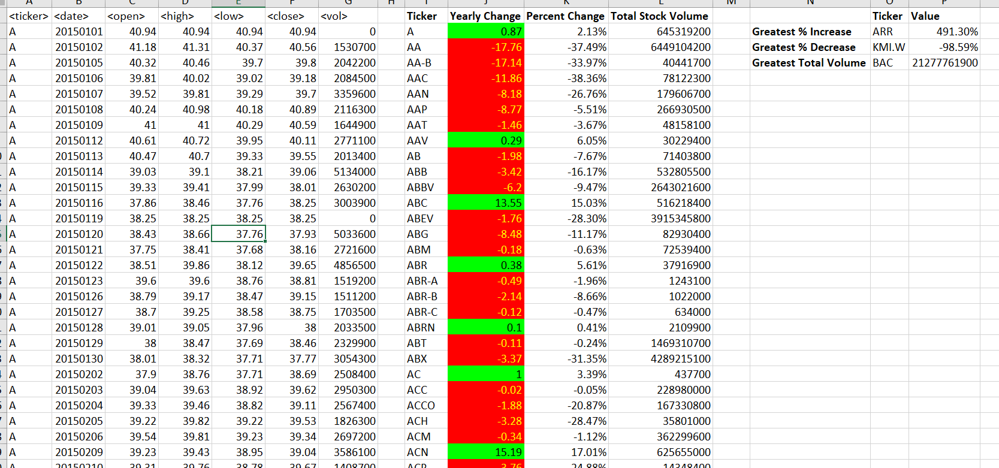 A B C D E F G H I J K L M N O P
<ticker> <date> <open> <high> <low> <close> <vol> Ticker Yearly Change Percent Change Total Stock Volume Ticker Value
A 20150101 40.94 40.94 40.94 40.94 0 A 0.87 2.13% 645319200 Greatest % Increase ARR 491.30%
A 20150102 41.18 41.31 40.37 40.56 1530700 AA -17.76 -37.49% 6449104200 Greatest % Decrease KMI.W -98.59%
A 20150105 40.32 40.46 39.7 39.8 2042200 AA-B -17.14 -33.97% 40441700 Greatest Total Volume BAC 21277761900
A 20150106 39.81 40.02 39.02 39.18 2084500 AAC -11.86 -38.36% 78122300
A 20150107 39.52 39.81 39.29 39.7 3359600 AAN -8.18 -26.76% 179606700
A 20150108 40.24 40.98 40.18 40.89 2116300 AAP -8.77 -5.51% 266930500
A 20150109 41 41 40.29 40.59 1644900 AAT -1.46 -3.67% 48158100
A 20150112 40.61 40.72 39.95 40.11 2771100 AAV 0.29 6.05% 30229400
A 20150113 40.47 40.7 39.33 39.55 2013400 AB -1.98 -7.67% 71403800
A 20150114 39.03 39.1 38.21 39.06 5134000 ABB -3.42 -16.17% 532805500
A 20150115 39.33 39.41 37.99 38.01 2630200 ABBV -6.2 -9.47% 2643021600
A 20150116 37.86 38.46 37.76 38.25 3003900 ABC 13.55 15.03% 516218400
A 20150119 38.25 38.25 38.25 38.25 0 ABEV -1.76 -28.30% 3915345800
A 20150120 38.43 38.66 37.76 37.93 5033600 ABG -8.48 -11.17% 82930400
A 20150121 37.75 38.41 37.68 38.16 2721600 ABM -0.18 -0.63% 72539400
A 20150122 38.51 39.86 38.12 39.65 4856500 ABR 0.38 5.61% 37916900
A 20150123 39.6 39.6 38.76 38.81 1519200 ABR-A -0.49 -1.96% 1243100
A 20150126 38.79 39.17 38.47 39.15 1511200 ABR-B -2.14 -8.66% 1022000
A 20150127 38.7 39.25 38.58 38.75 1703500 ABR-C -0.12 -0.47% 634000
A 20150128 39.01 39.05 37.96 38 2033500 ABRN 0.1 0.41% 2109900
A 20150129 38 38.47 37.69 38.46 2329900 ABT -0.11 -0.24% 1469310700
A 20150130 38.01 38.32 37.71 37.77 3054300 ABX -3.37 -31.35% 4289215100
A 20150202 37.9 38.76 37.71 38.69 2508400 AC 1 3.39% 437700
A 20150203 39.04 39.63 38.92 39.62 2950300 ACC -0.02 -0.05% 228980000
A 20150204 39.33 39.46 38.82 39.11 2567400 ACCO -1.88 -20.87% 167330800
A 20150205 39.22 39.82 39.22 39.53 1826300 ACH -3.28 -28.47% 35801000
A 20150206 39.54 39.81 39.23 39.34 2697200 ACM -0.34 -1.12% 362299600
A 20150209 39.23 39.43 38.95 39.04 3586100 ACN 15.19 17.01% 625655000
A 20150210 39.31 39.76 38.78 39.67 1408700